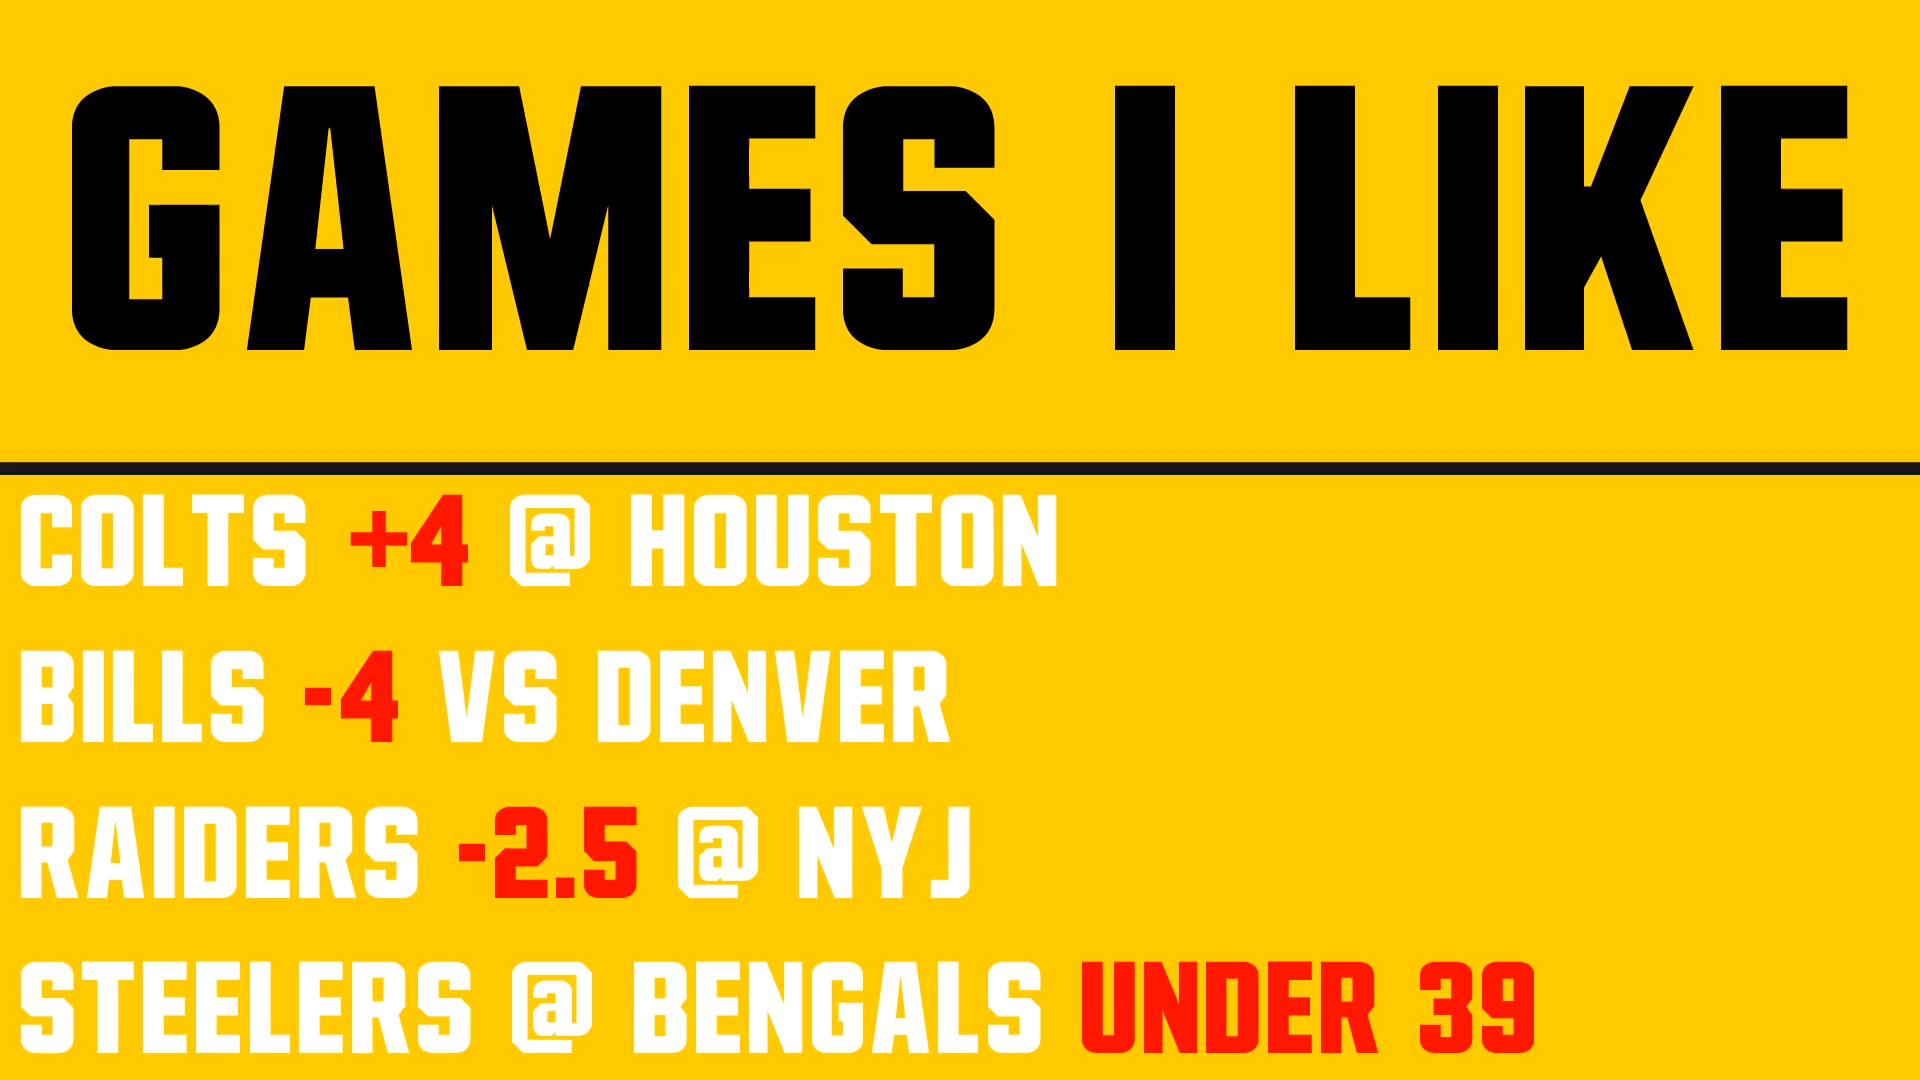 GAMES I LIKE
COLTS +4 @ HOUSTON
BILLS -4 VS DENVER
RAIDERS -2.5 @ NYJ
STEELERS @ BENGALS UNDER 39